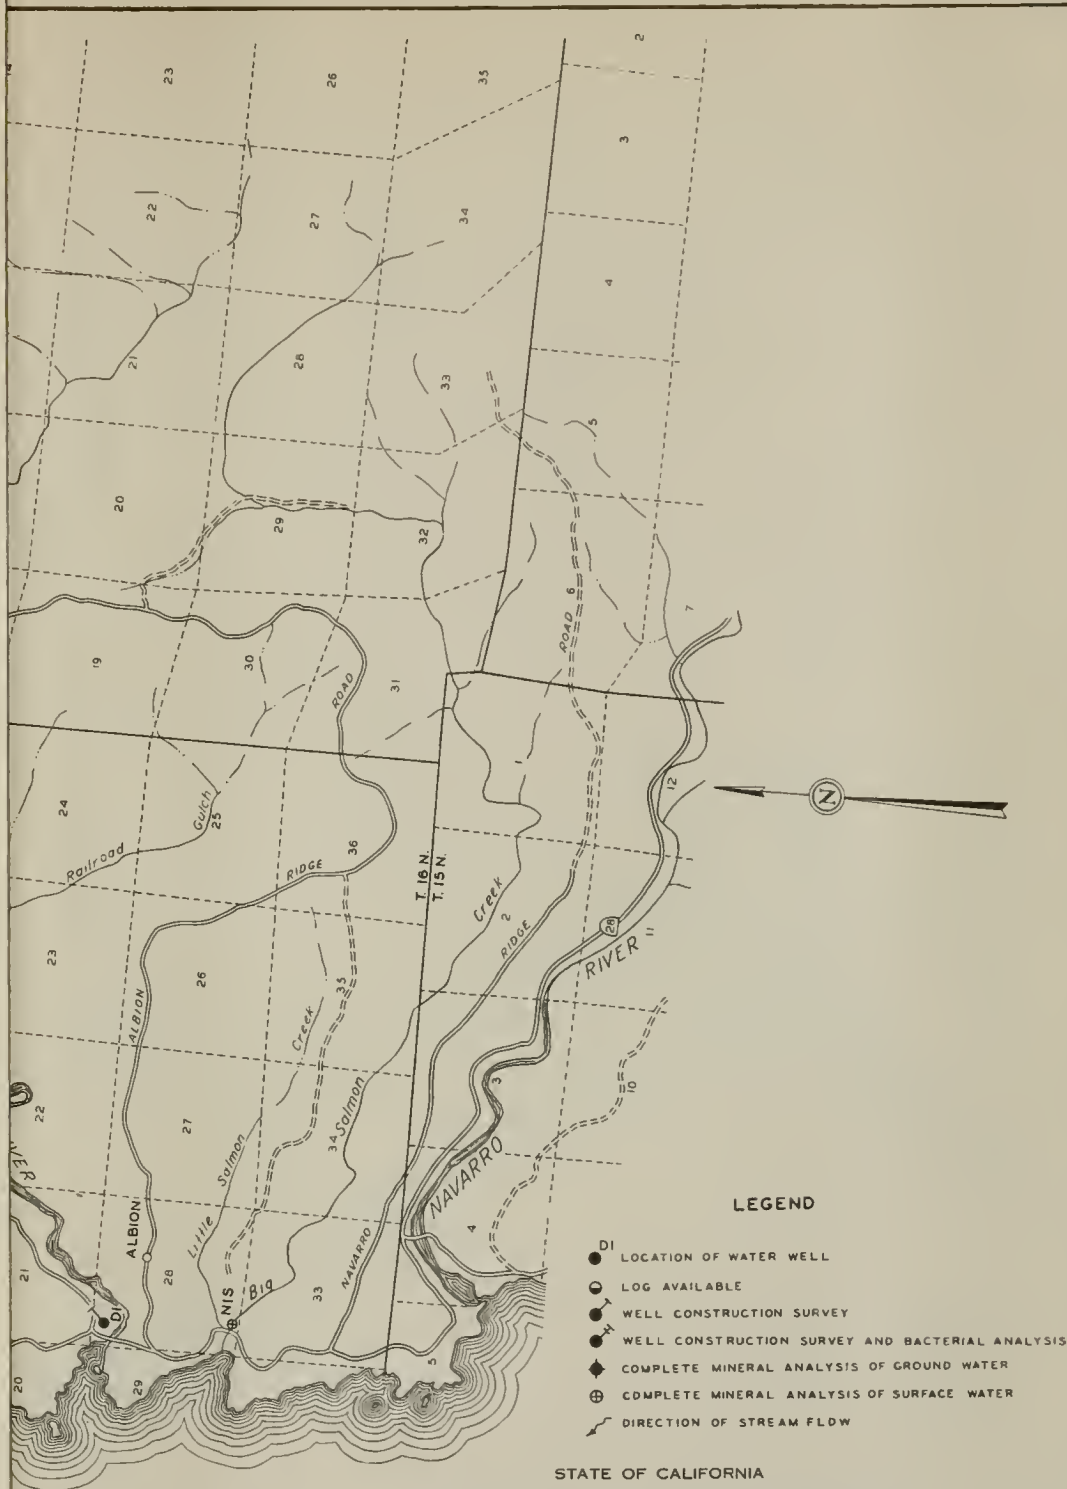 14
23
26
35
2
22
27
34
3
21
28
33
4
20
29
32
5
19
30
31
6
ROAD
ROAD
7
24
Railroad
Gulch
25
36
RIDGE
T. 16 N.
T. 15 N.
1
12
N
23
26
ALBION
Creek
35
Creek
2
RIDGE
28
RIVER
11
22
27
Little Salmon
34
Big Salmon
3
NAVARRO
10
VER
21
ALBION
28
NIS
33
NAVARRO
4
D1
20
29
5
LEGEND
D1 LOCATION OF WATER WELL
LOG AVAILABLE
WELL CONSTRUCTION SURVEY
WELL CONSTRUCTION SURVEY AND BACTERIAL ANALYSIS
COMPLETE MINERAL ANALYSIS OF GROUND WATER
COMPLETE MINERAL ANALYSIS OF SURFACE WATER
DIRECTION OF STREAM FLOW
STATE OF CALIFORNIA